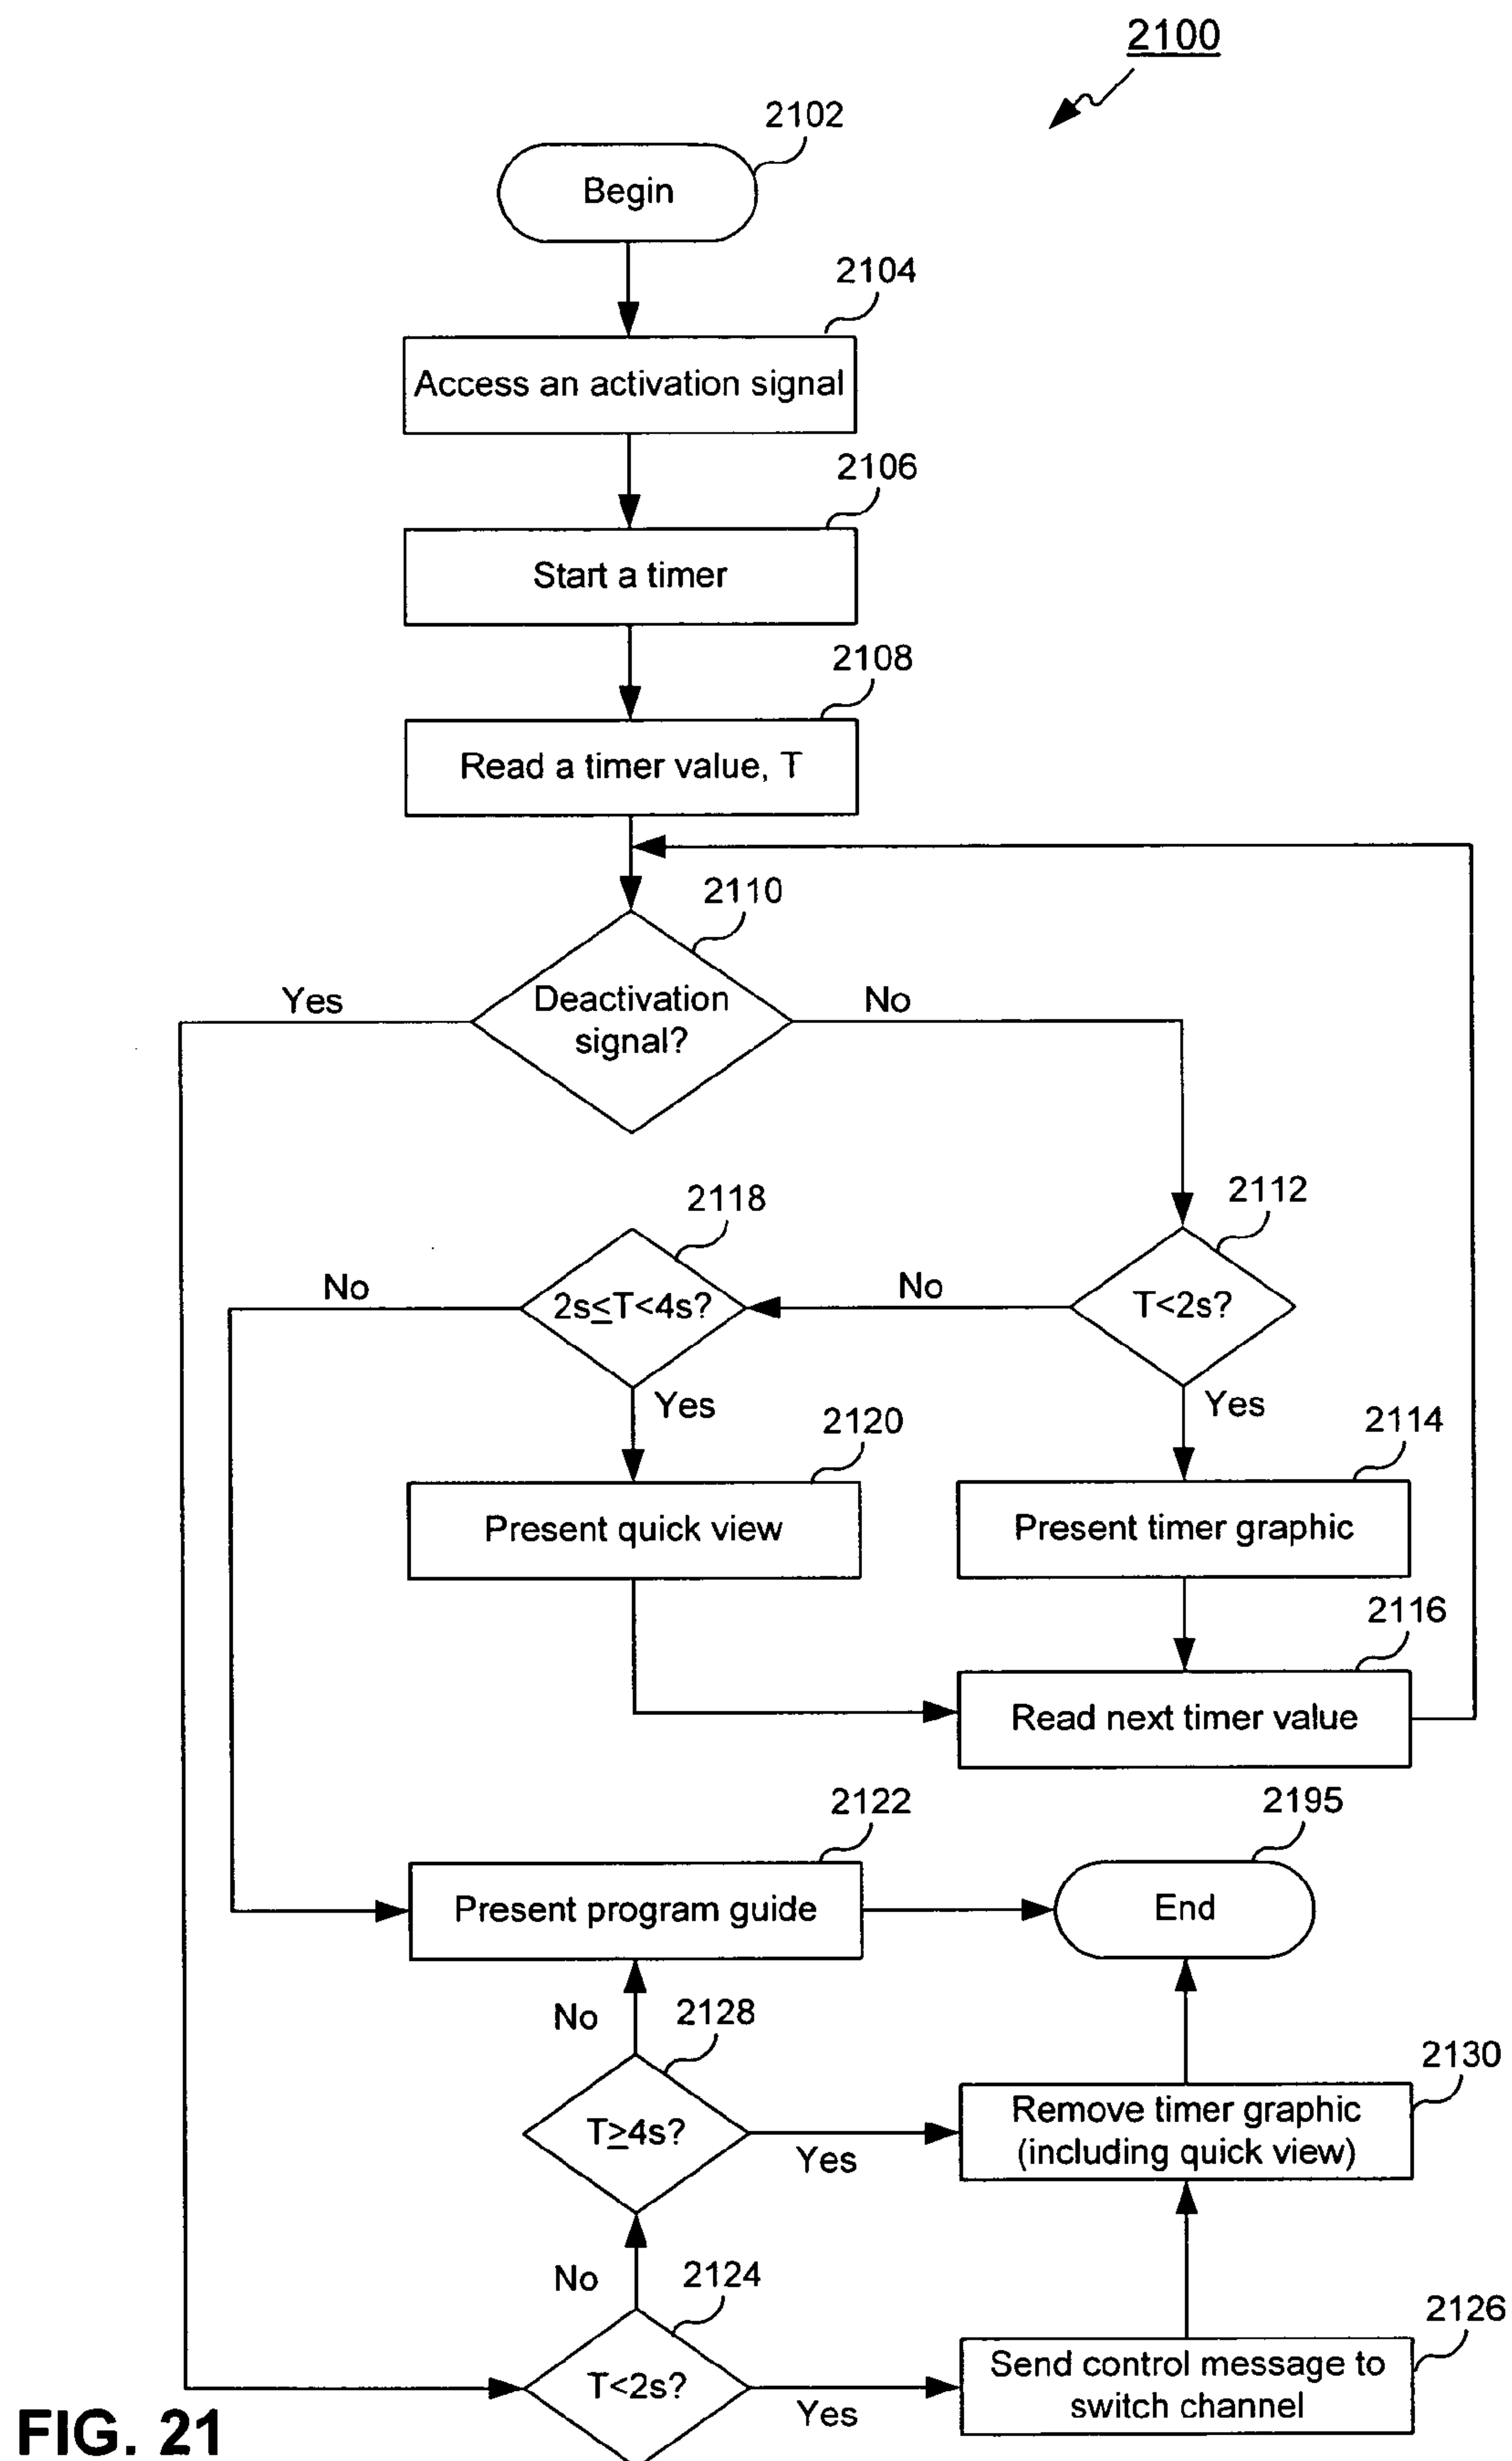 2100
2102
Begin
2104
Access an activation signal
2106
Start a timer
2108
Read a timer value, T
2110
Deactivation
signal?
Yes
No
2112
T<2s?
2118
2s≤T<4s?
No
No
Yes
Yes
2120
Present quick view
2114
Present timer graphic
2116
Read next timer value
2122
Present program guide
2195
End
No
2128
T≥4s?
Yes
2130
Remove timer graphic
(including quick view)
No
2124
T<2s?
Yes
2126
Send control message to
switch channel
FIG. 21